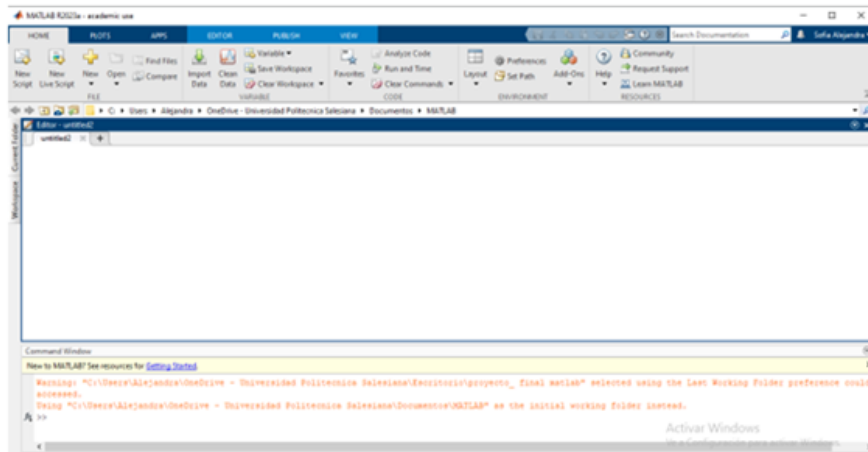 MATLAB R2023a - academic use
HOME PLOTS APPS EDITOR PUBLISH VIEW Search Documentation Sofia Alejandra
New Script New Live Script New Open Find Files Compare Import Data Clean Data Variable Save Workspace Clear Workspace Favorites Analyze Code Run and Time Clear Commands Layout Preferences Set Path Add-Ons Help Community Request Support Learn MATLAB
FILE VARIABLE CODE ENVIRONMENT RESOURCES
C: Users Alejandra OneDrive - Universidad Politecnica Salesiana Documentos MATLAB
Current Folder
Workspace
Editor - untitled2
untitled2 × +
Command Window
New to MATLAB? See resources for Getting Started.
Warning: "C:\Users\Alejandra\OneDrive - Universidad Politecnica Salesiana\Escritorio\proyecto_ final matlab" selected using the Last Working Folder preference could
accessed.
Using "C:\Users\Alejandra\OneDrive - Universidad Politecnica Salesiana\Documentos\MATLAB" as the initial working folder instead.
fx >>
Activar Windows
Ve a Configuración para activar Windows.